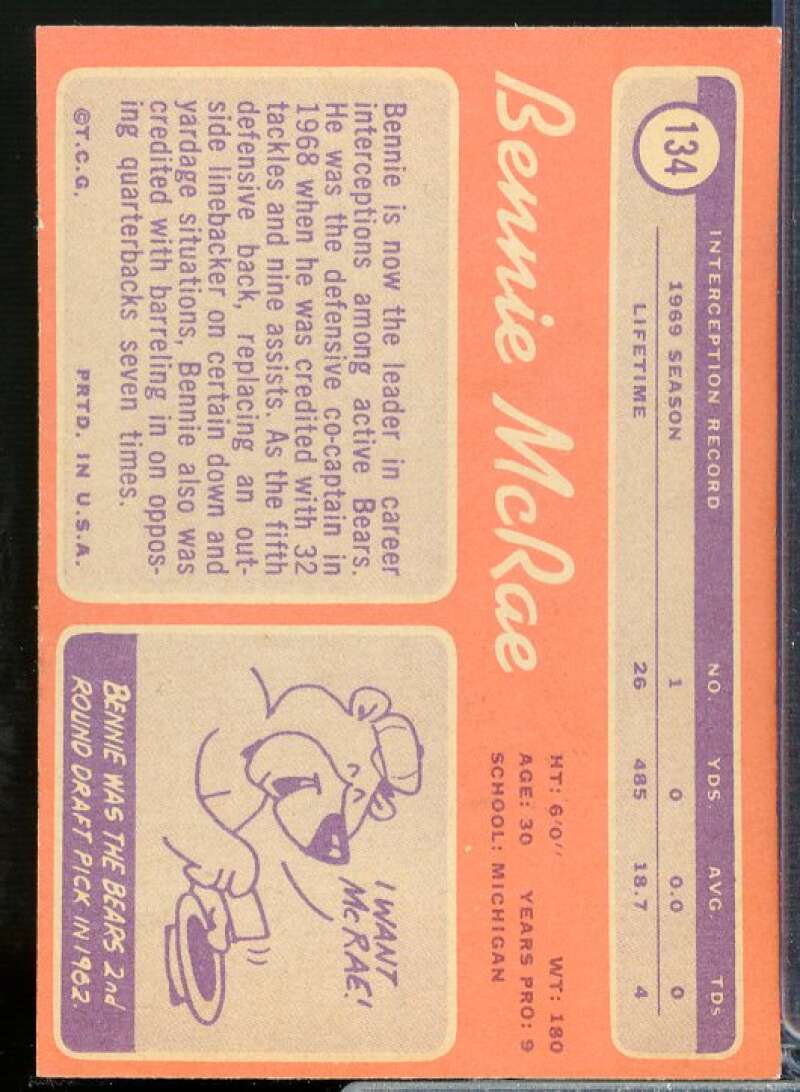 134
INTERCEPTION RECORD NO. YDS. AVG. TDs
1969 SEASON 1 0 0.0 0
LIFETIME 26 485 18.7 4
Bennie McRae
HT: 6'0" WT: 180
AGE: 30 YEARS PRO: 9
SCHOOL: MICHIGAN
Bennie is now the leader in career
interceptions among active Bears.
He was the defensive co-captain in
1968 when he was credited with 32
tackles and nine assists. As the fifth
defensive back, replacing an out-
side linebacker on certain down and
yardage situations, Bennie also was
credited with barreling in on oppos-
ing quarterbacks seven times.
©T.C.G. PRTD. IN U.S.A.
I WANT
McRAE!
BENNIE WAS THE BEARS 2nd
ROUND DRAFT PICK IN 1962.